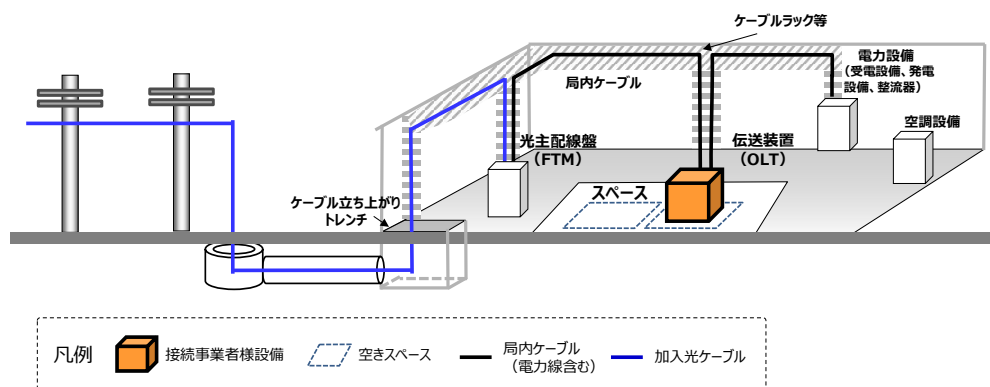 ケーブルラック等
電力設備
（受電設備、発電
設備、整流器）
局内ケーブル
空調設備
光主配線盤
（FTM）
伝送装置
（OLT）
スペース
ケーブル立ち上がり
トレンチ
凡例
接続事業者様設備
空きスペース
局内ケーブル
（電力線含む）
加入光ケーブル